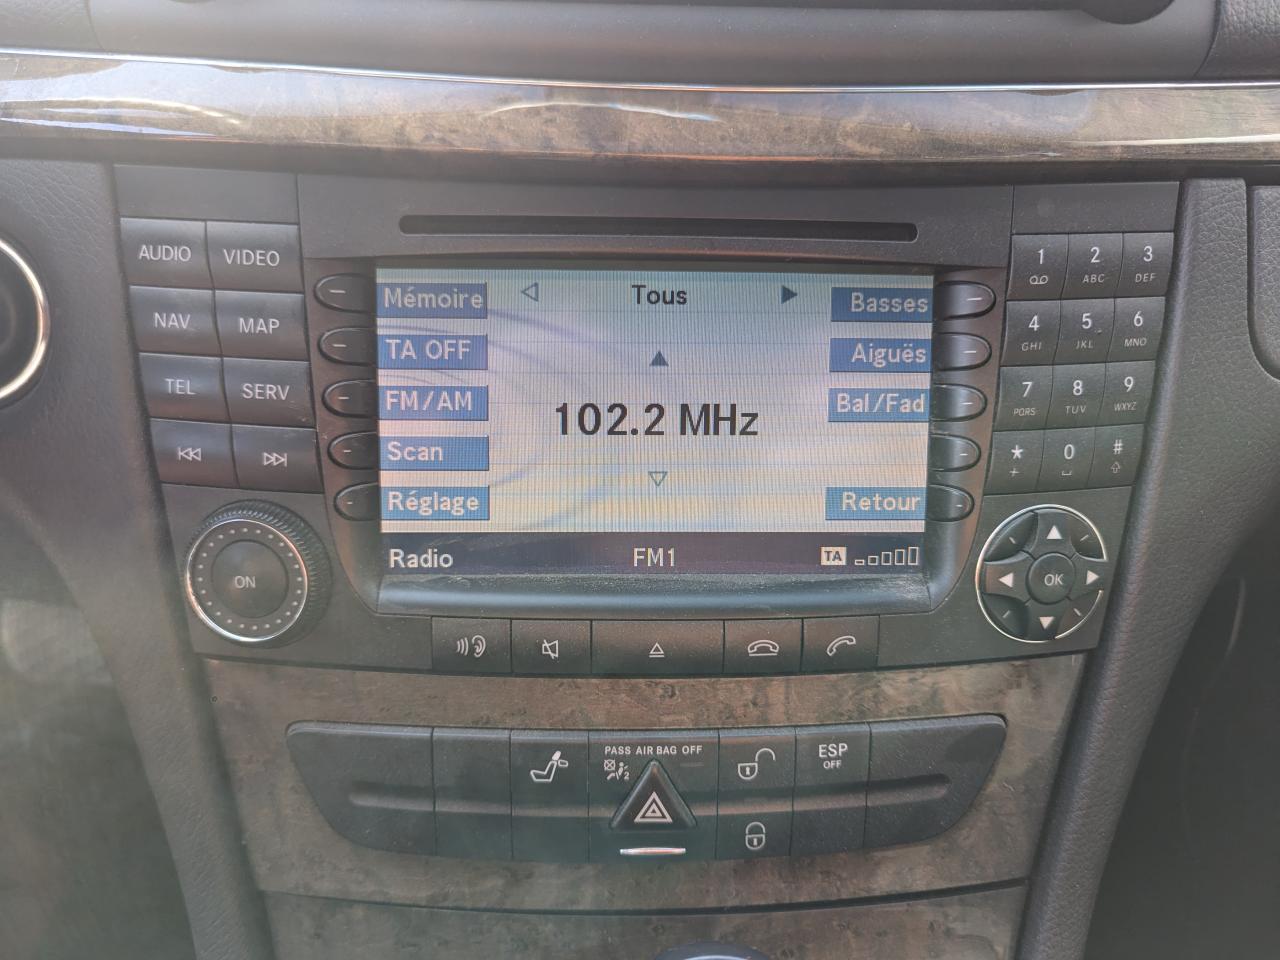 AUDIO VIDEO
NAV MAP
TEL SERV
ON
Mémoire
TA OFF
FM/AM
Scan
Réglage
Tous
102.2 MHz
Basses
Aiguës
Bal/Fad
Retour
Radio FM1 TA
1 2 ABC 3 DEF
4 GHI 5 JKL 6 MNO
7 PQRS 8 TUV 9 WXYZ
* + 0 #
OK
PASS AIR BAG OFF
2
ESP
OFF